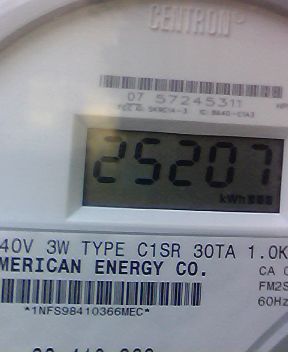 CENTRON®
07 57245311
25207
kWh
40V 3W TYPE C1SR 30TA 1.0K
MERICAN ENERGY CO.
CA 0
FM2S
60Hz
*1NFS98410366MEC*